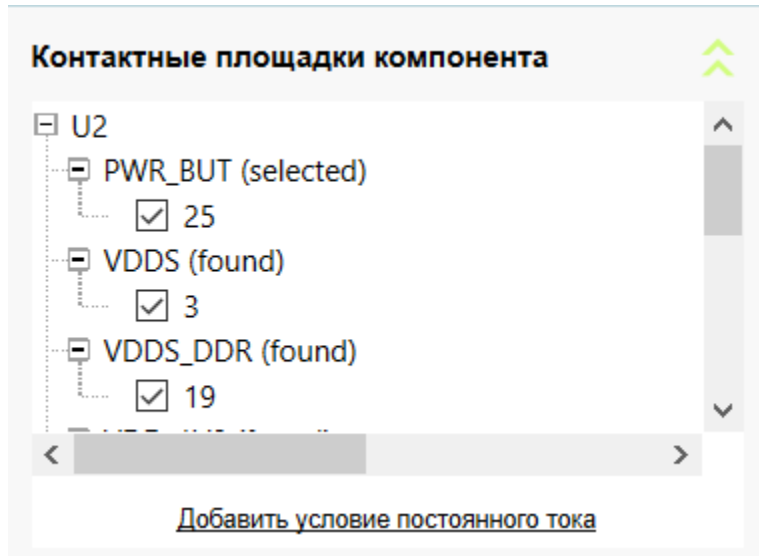 Контактные площадки компонента
U2
PWR_BUT (selected)
25
VDDS (found)
3
VDDS_DDR (found)
19
Добавить условие постоянного тока